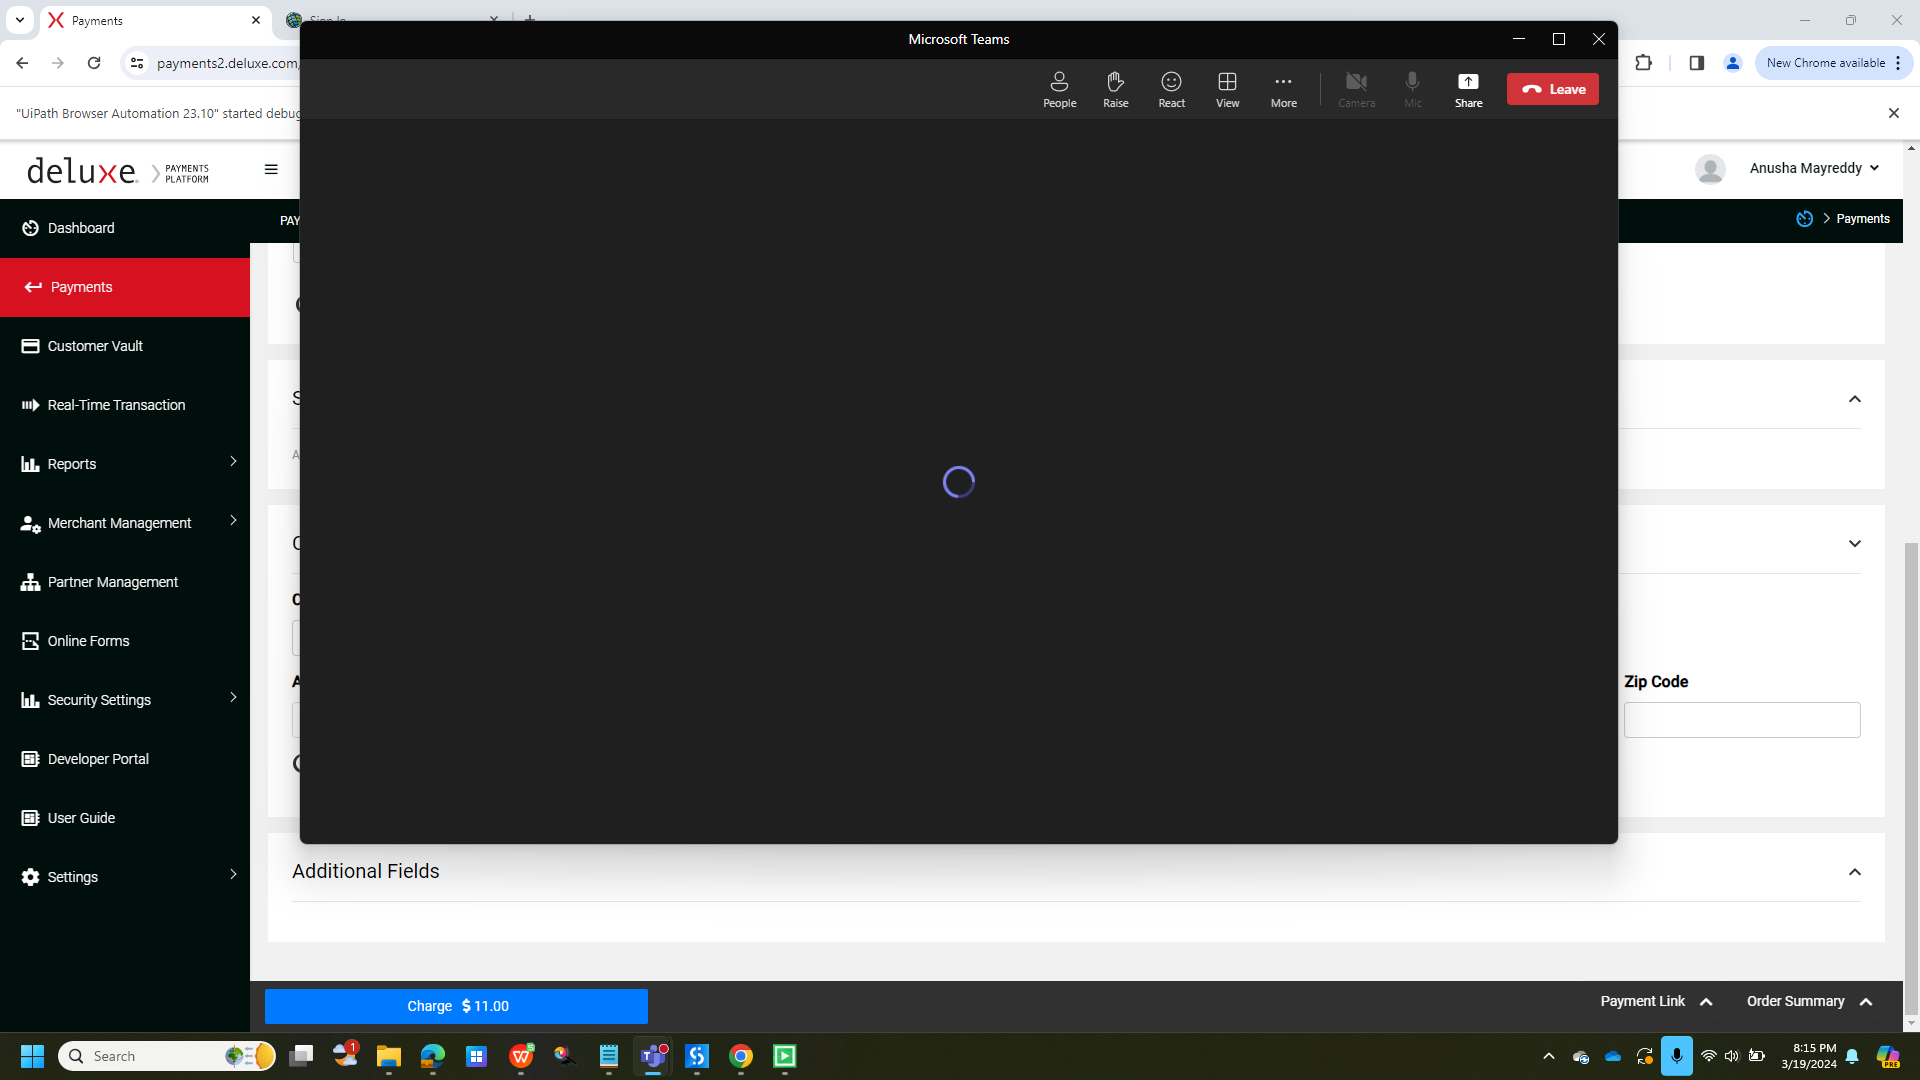 Payments
Sign In
Microsoft Teams
payments2.deluxe.com/
New Chrome available
People
Raise
React
View
More
Camera
Mic
Share
Leave
"UiPath Browser Automation 23.10" started debug
deluxe
PAYMENTS
PLATFORM
Anusha Mayreddy
Dashboard
PAY
Payments
Payments
Customer Vault
Real-Time Transaction
Reports
Merchant Management
Partner Management
Online Forms
Zip Code
Security Settings
Developer Portal
User Guide
Settings
Additional Fields
Charge $ 11.00
Payment Link
Order Summary
Search
1
8:15 PM
3/19/2024
PRE